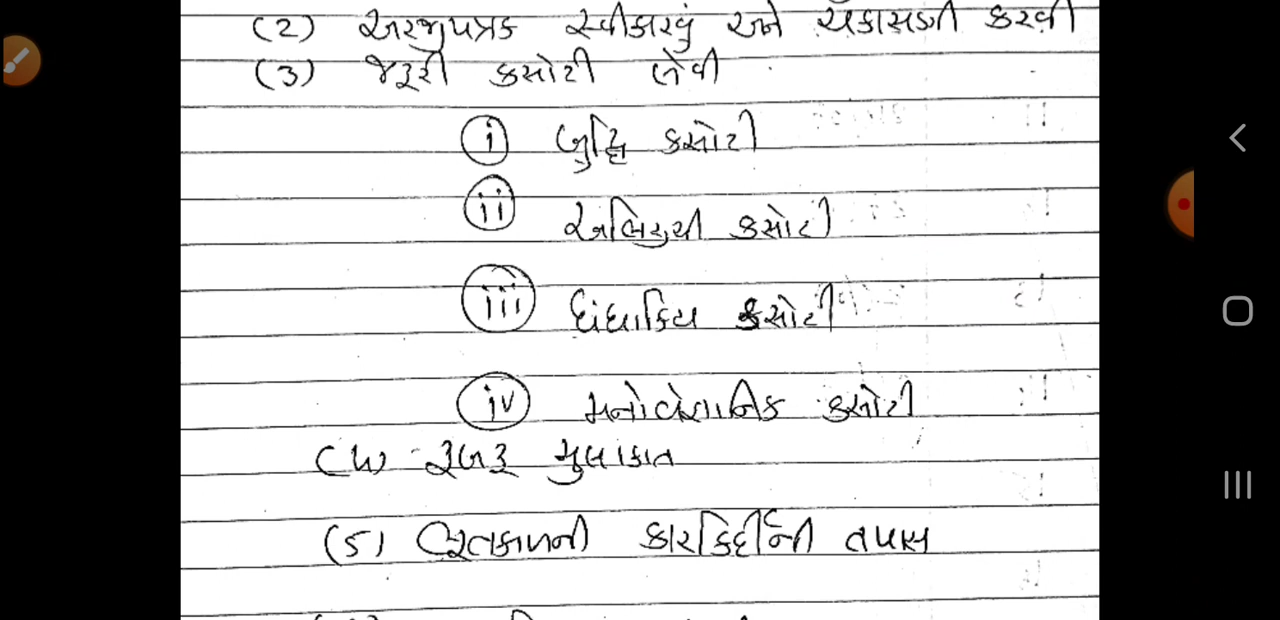 (2) અરજીપત્રક સ્વીકારવું અને ચકાસણી કરવી
(3) જરૂરી કસોટી લેવી
i બુદ્ધિ કસોટી
ii અભિરુચી કસોટી
iii ધંધાકિય કસોટી
iv મનોવૈજ્ઞાનિક કસોટી
(4) રૂબરૂ મુલાકાત
(5) ભૂતકાળની કારકિર્દીની તપાસ